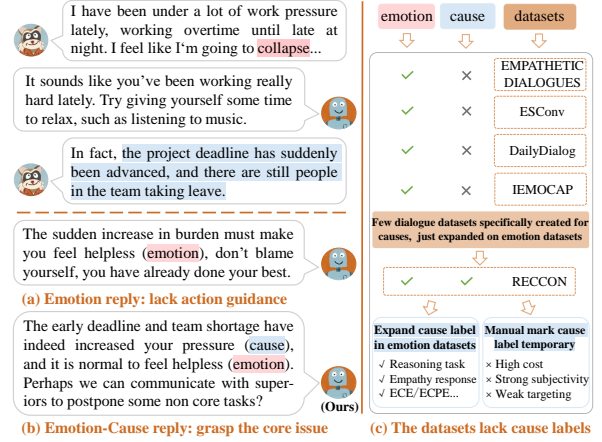 I have been under a lot of work pressure
lately, working overtime until late at
night. I feel like I'm going to collapse...
It sounds like you've been working really
hard lately. Try giving yourself some time
to relax, such as listening to music.
In fact, the project deadline has suddenly
been advanced, and there are still people
in the team taking leave.
The sudden increase in burden must make
you feel helpless (emotion), don't blame
yourself, you have already done your best.
(a) Emotion reply: lack action guidance
The early deadline and team shortage have
indeed increased your pressure (cause),
and it is normal to feel helpless (emotion).
Perhaps we can communicate with super-
iors to postpone some non core tasks?
(Ours)
(b) Emotion-Cause reply: grasp the core issue
emotion cause datasets
✓ × EMPATHETIC
DIALOGUES
✓ × ESConv
✓ × DailyDialog
✓ × IEMOCAP
Few dialogue datasets specifically created for
causes, just expanded on emotion datasets
✓ ✓ RECCON
Expand cause label
in emotion datasets
✓ Reasoning task
✓ Empathy response
✓ ECE/ECPE...
Manual mark cause
label temporary
× High cost
× Strong subjectivity
× Weak targeting
(c) The datasets lack cause labels